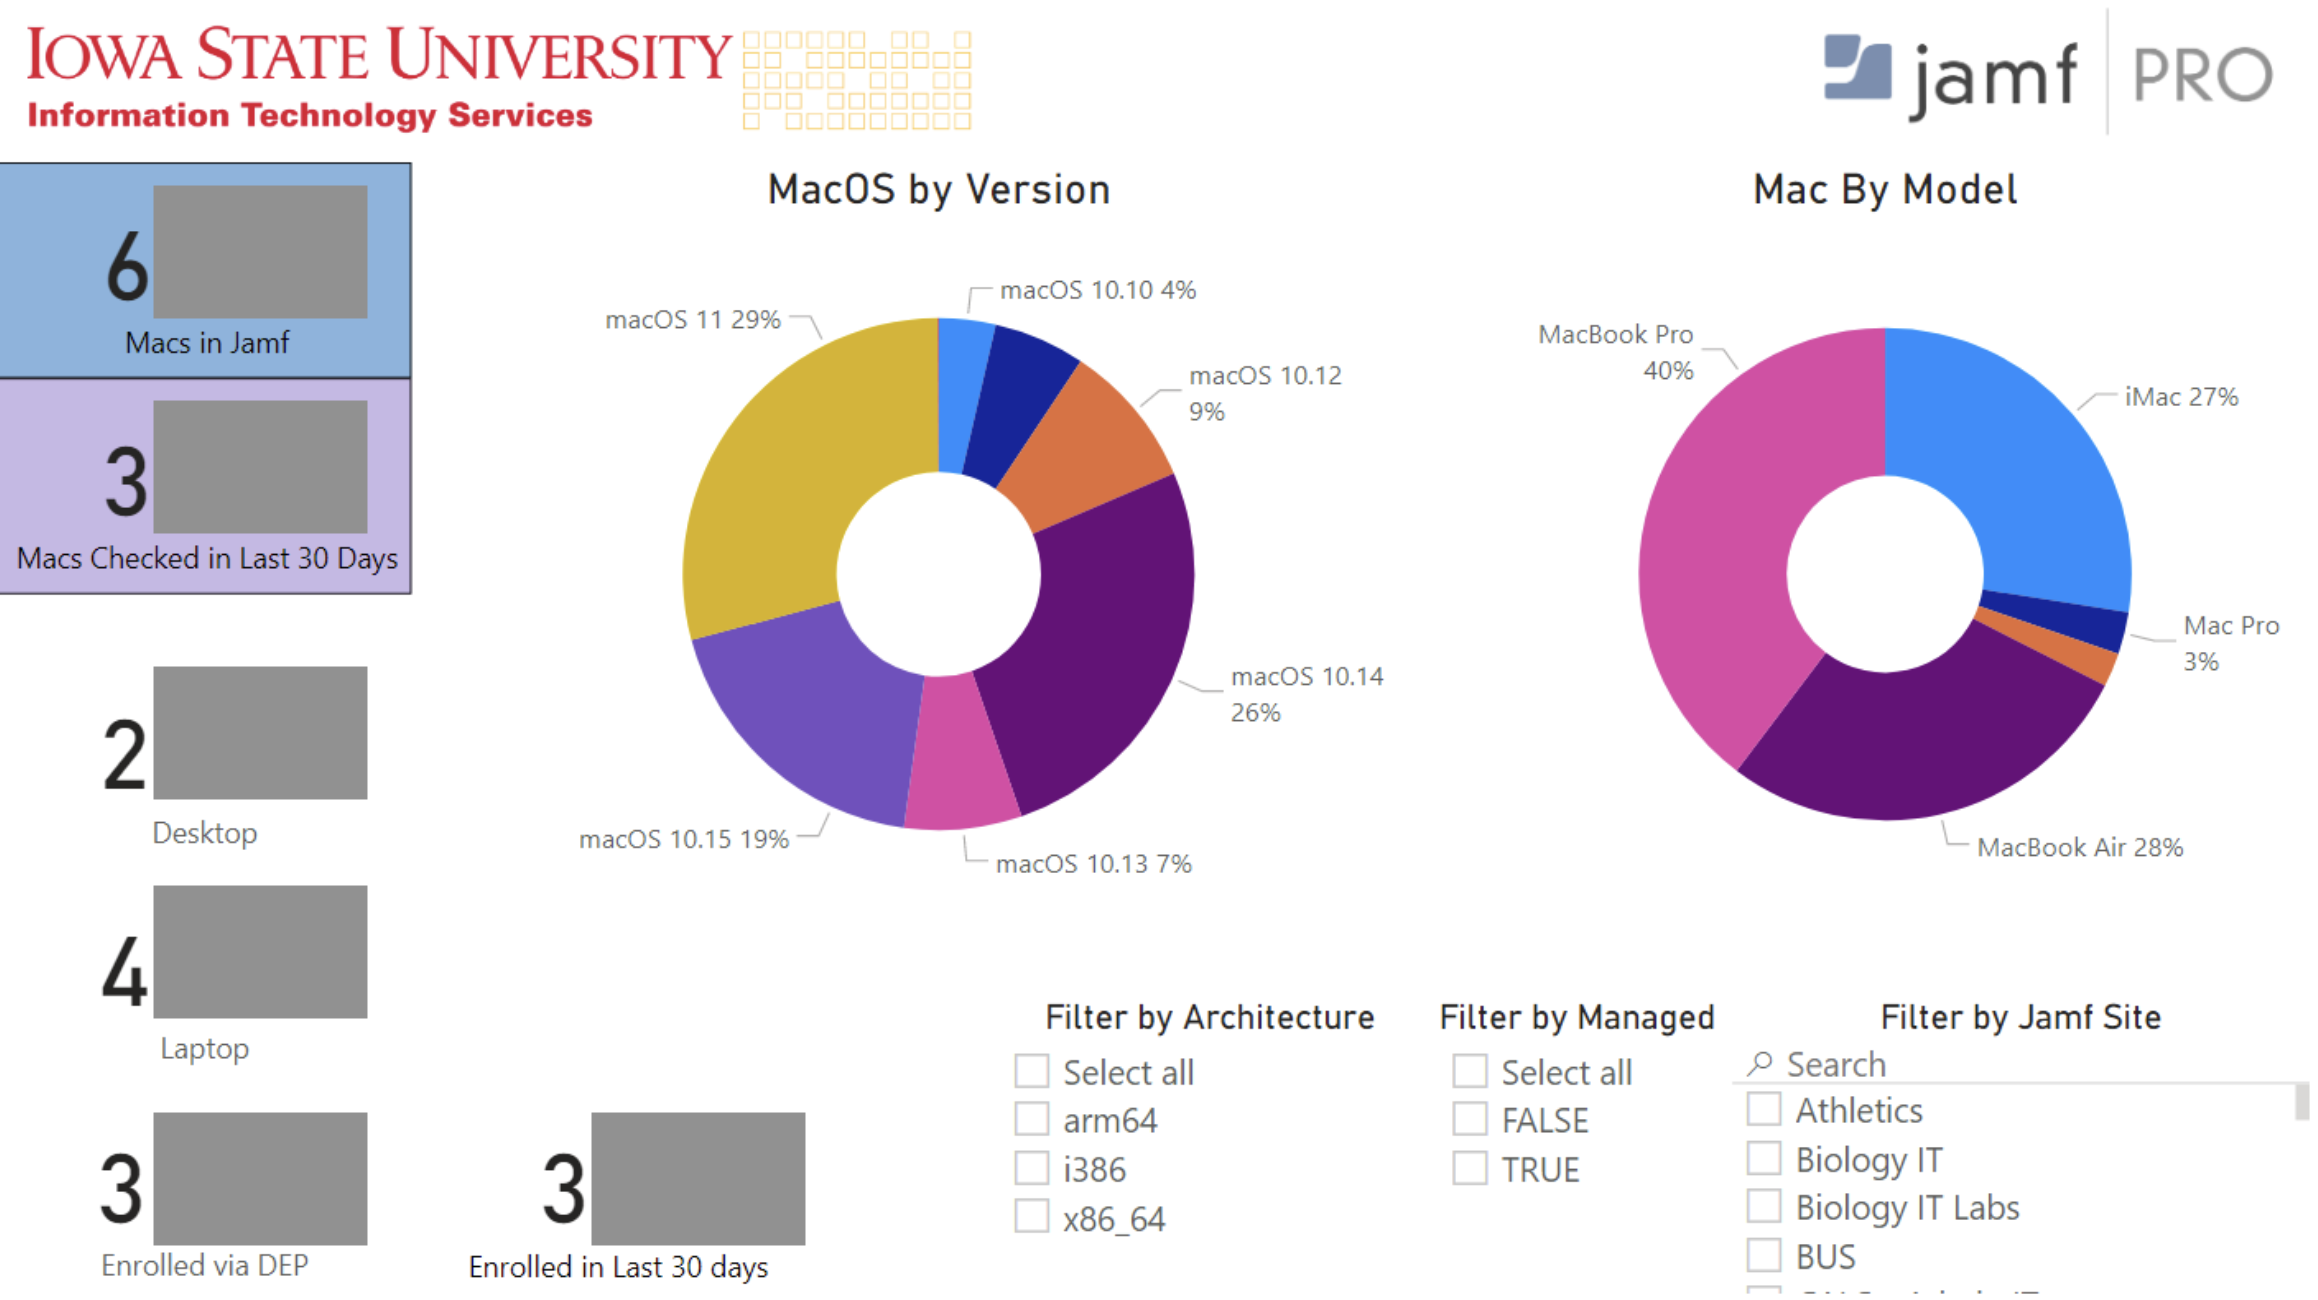 IOWA STATE UNIVERSITY
Information Technology Services
jamf PRO
6
Macs in Jamf
3
Macs Checked in Last 30 Days
2
Desktop
4
Laptop
3
Enrolled via DEP
3
Enrolled in Last 30 days
MacOS by Version
macOS 10.10 4%
macOS 10.12
9%
macOS 10.14
26%
macOS 10.13 7%
macOS 10.15 19%
macOS 11 29%
Mac By Model
MacBook Pro
40%
iMac 27%
Mac Pro
3%
MacBook Air 28%
Filter by Architecture
Select all
arm64
i386
x86_64
Filter by Managed
Select all
FALSE
TRUE
Filter by Jamf Site
Search
Athletics
Biology IT
Biology IT Labs
BUS